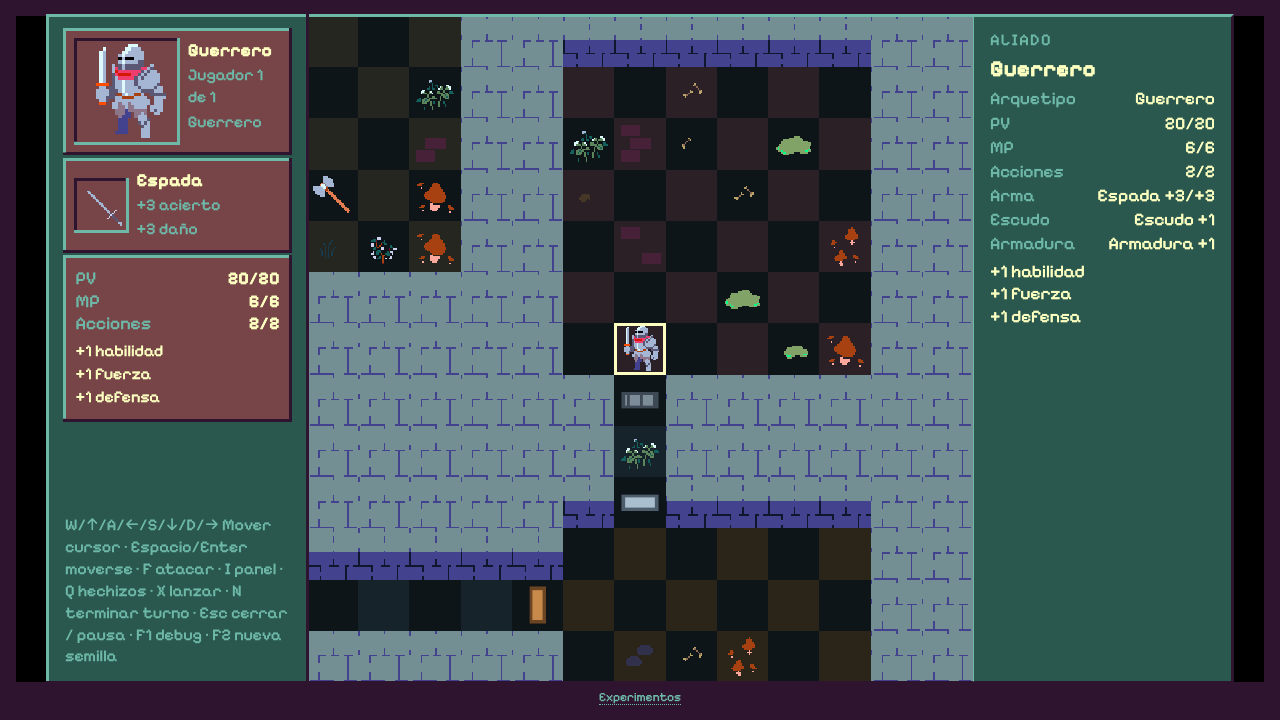 Guerrero
Jugador 1
de 1
Guerrero
Espada
+3 acierto
+3 daño
PV 20/20
MP 6/6
Acciones 2/2
+1 habilidad
+1 fuerza
+1 defensa
W/↑/A/←/S/↓/D/→ Mover
cursor · Espacio/Enter
moverse · F atacar · I panel ·
Q hechizos · X lanzar · N
terminar turno · Esc cerrar
/ pausa · F1 debug · F2 nueva
semilla
ALIADO
Guerrero
Arquetipo Guerrero
PV 20/20
MP 6/6
Acciones 2/2
Arma Espada +3/+3
Escudo Escudo +1
Armadura Armadura +1
+1 habilidad
+1 fuerza
+1 defensa
Experimentos